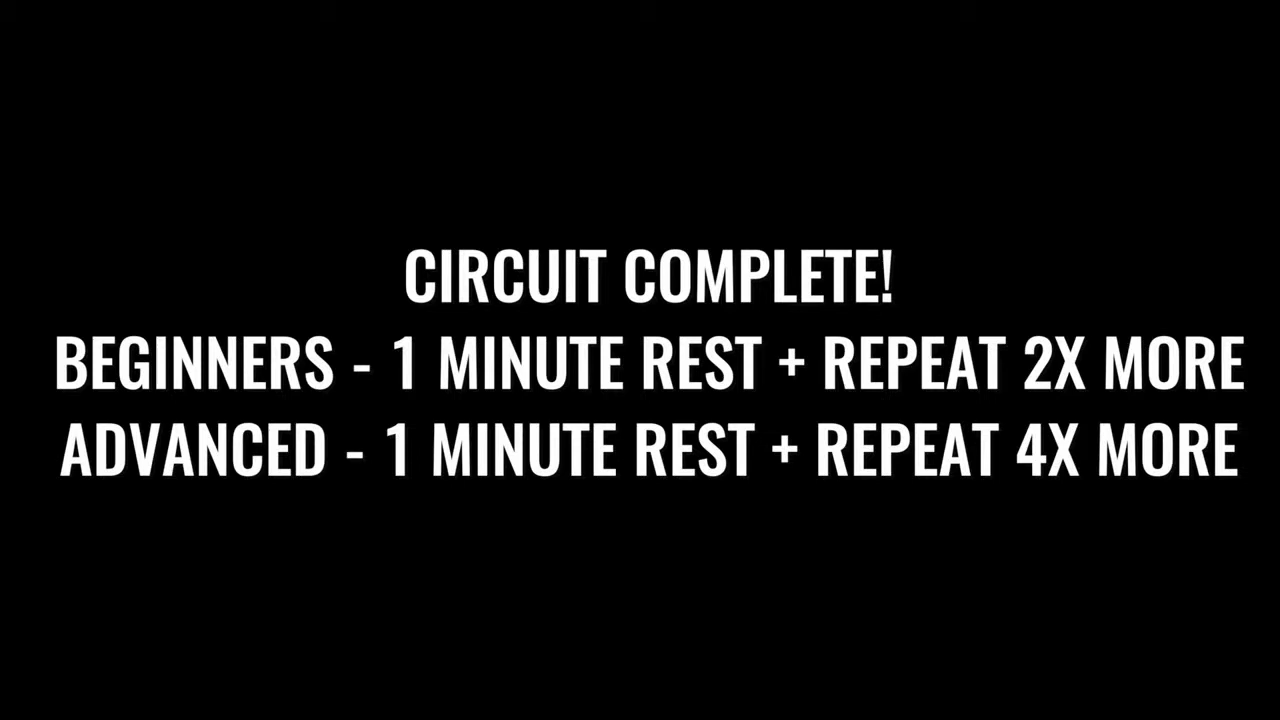 CIRCUIT COMPLETE!
BEGINNERS - 1 MINUTE REST + REPEAT 2X MORE
ADVANCED - 1 MINUTE REST + REPEAT 4X MORE